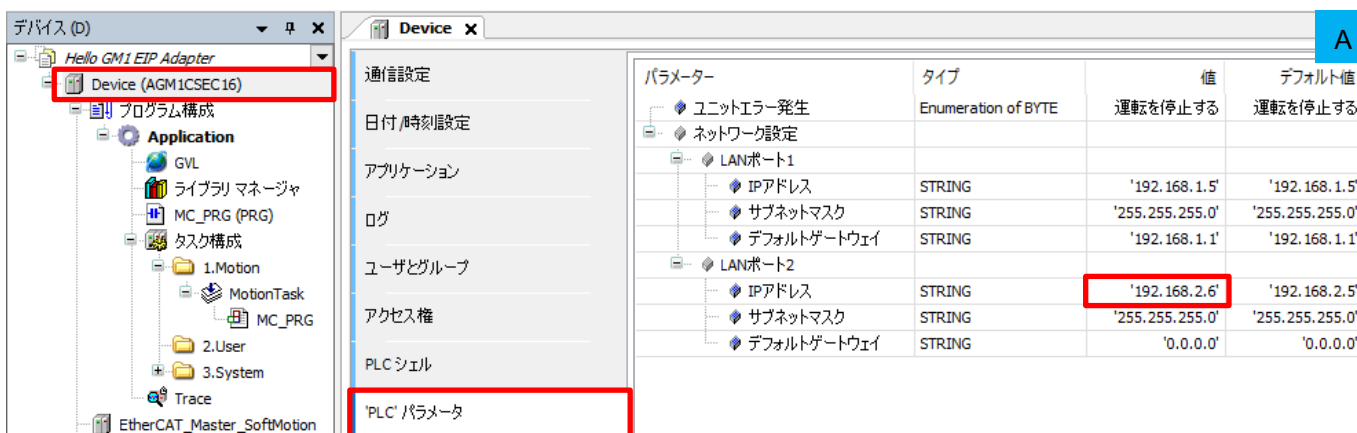 デバイス (D)
Hello GM1 EIP Adapter
Device (AGM1CSEC16)
プログラム構成
Application
GVL
ライブラリ マネージャ
MC_PRG (PRG)
タスク構成
1.Motion
MotionTask
MC_PRG
2.User
3.System
Trace
EtherCAT_Master_SoftMotion
Device
通信設定
日付/時刻設定
アプリケーション
ログ
ユーザとグループ
アクセス権
PLC シェル
'PLC' パラメータ
A
パラメーター タイプ 値 デフォルト値
ユニットエラー発生 Enumeration of BYTE 運転を停止する 運転を停止する
ネットワーク設定
LANポート1
IPアドレス STRING '192.168.1.5' '192.168.1.5'
サブネットマスク STRING '255.255.255.0' '255.255.255.0'
デフォルトゲートウェイ STRING '192.168.1.1' '192.168.1.1'
LANポート2
IPアドレス STRING '192.168.2.6' '192.168.2.5'
サブネットマスク STRING '255.255.255.0' '255.255.255.0'
デフォルトゲートウェイ STRING '0.0.0.0' '0.0.0.0'